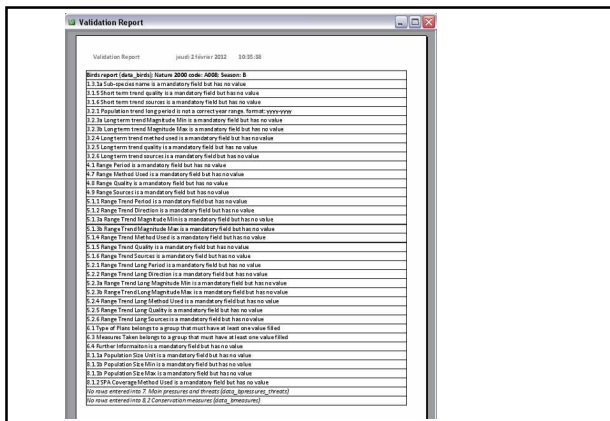 Validation Report
Validation Report jeudi 2 février 2012 10:55:38
Birds report (data_birds); Nature 2000 code: A008; Season: B
1.3.1a Sub-species name is a mandatory field but has no value
3.1.5 Short term trend quality is a mandatory field but has no value
3.1.6 Short term trend sources is a mandatory field but has no value
3.2.1 Population trend long period is not a correct year range. format: yyyy-yyyy
3.2.3a Long term trend Magnitude Min is a mandatory field but has no value
3.2.3b Long term trend Magnitude Max is a mandatory field but has no value
3.2.4 Long term trend method used is a mandatory field but has no value
3.2.5 Long term trend quality is a mandatory field but has no value
3.2.6 Long term trend sources is a mandatory field but has no value
4.1 Range Period is a mandatory field but has no value
4.7 Range Method Used is a mandatory field but has no value
4.8 Range Quality is a mandatory field but has no value
4.9 Range Sources is a mandatory field but has no value
5.1.1 Range Trend Period is a mandatory field but has no value
5.1.2 Range Trend Direction is a mandatory field but has no value
5.1.3a Range Trend Magnitude Min is a mandatory field but has no value
5.1.3b Range Trend Magnitude Max is a mandatory field but has no value
5.1.4 Range Trend Method Used is a mandatory field but has no value
5.1.5 Range Trend Quality is a mandatory field but has no value
5.1.6 Range Trend Sources is a mandatory field but has no value
5.2.1 Range Trend Long Period is a mandatory field but has no value
5.2.2 Range Trend Long Direction is a mandatory field but has no value
5.2.3a Range Trend Long Magnitude Min is a mandatory field but has no value
5.2.3b Range Trend Long Magnitude Max is a mandatory field but has no value
5.2.4 Range Trend Long Method Used is a mandatory field but has no value
5.2.5 Range Trend Long Quality is a mandatory field but has no value
5.2.6 Range Trend Long Sources is a mandatory field but has no value
6.1 Type of Plans belongs to a group that must have at least one value filled
6.3 Measures Taken belongs to a group that must have at least one value filled
6.4 Further Informaiton is a mandatory field but has no value
8.1.1a Population Size Unit is a mandatory field but has no value
8.1.1b Population Size Min is a mandatory field but has no value
8.1.1b Population Size Max is a mandatory field but has no value
8.1.2 SPA Coverage Method Used is a mandatory field but has no value
No rows entered into 7. Main pressures and threats (data_bpressures_threats)
No rows entered into 8.2 Conservation measures (data_bmeasures)